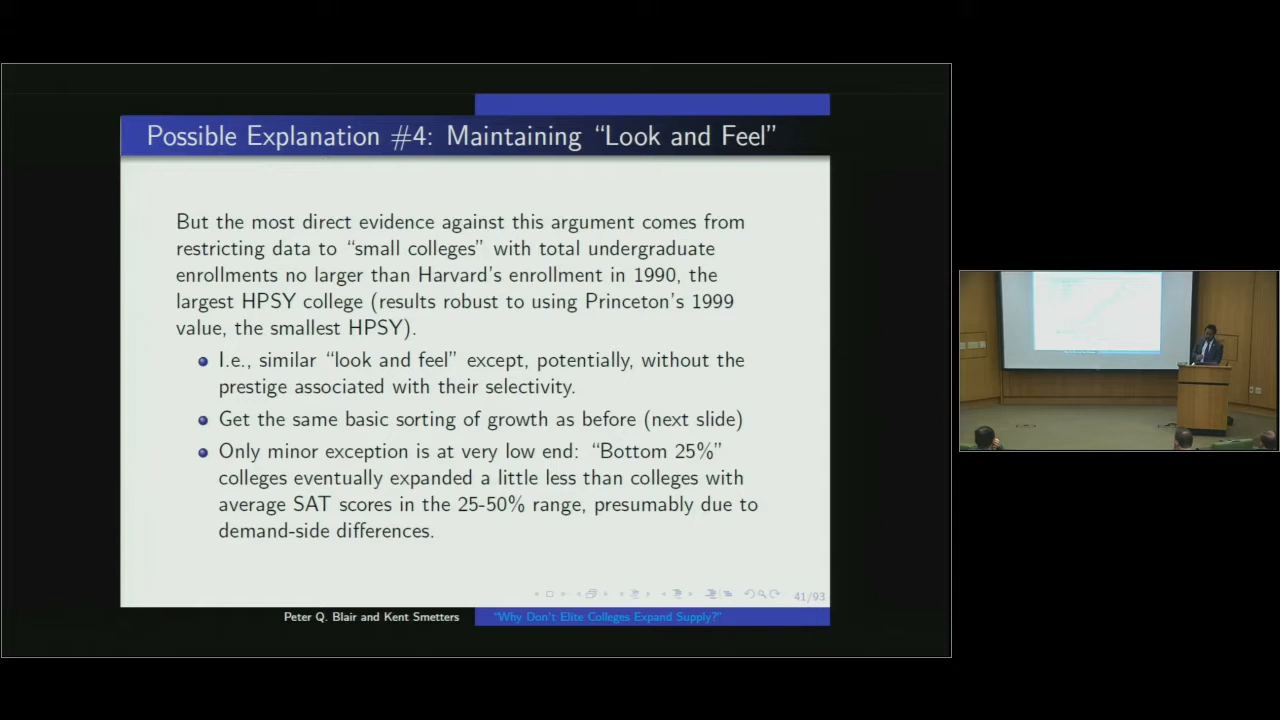 Possible Explanation #4: Maintaining “Look and Feel”
But the most direct evidence against this argument comes from
restricting data to “small colleges” with total undergraduate
enrollments no larger than Harvard's enrollment in 1990, the
largest HPSY college (results robust to using Princeton's 1999
value, the smallest HPSY).
I.e., similar “look and feel” except, potentially, without the
prestige associated with their selectivity.
Get the same basic sorting of growth as before (next slide)
Only minor exception is at very low end: “Bottom 25%”
colleges eventually expanded a little less than colleges with
average SAT scores in the 25-50% range, presumably due to
demand-side differences.
41/93
Peter Q. Blair and Kent Smetters
“Why Don't Elite Colleges Expand Supply?”